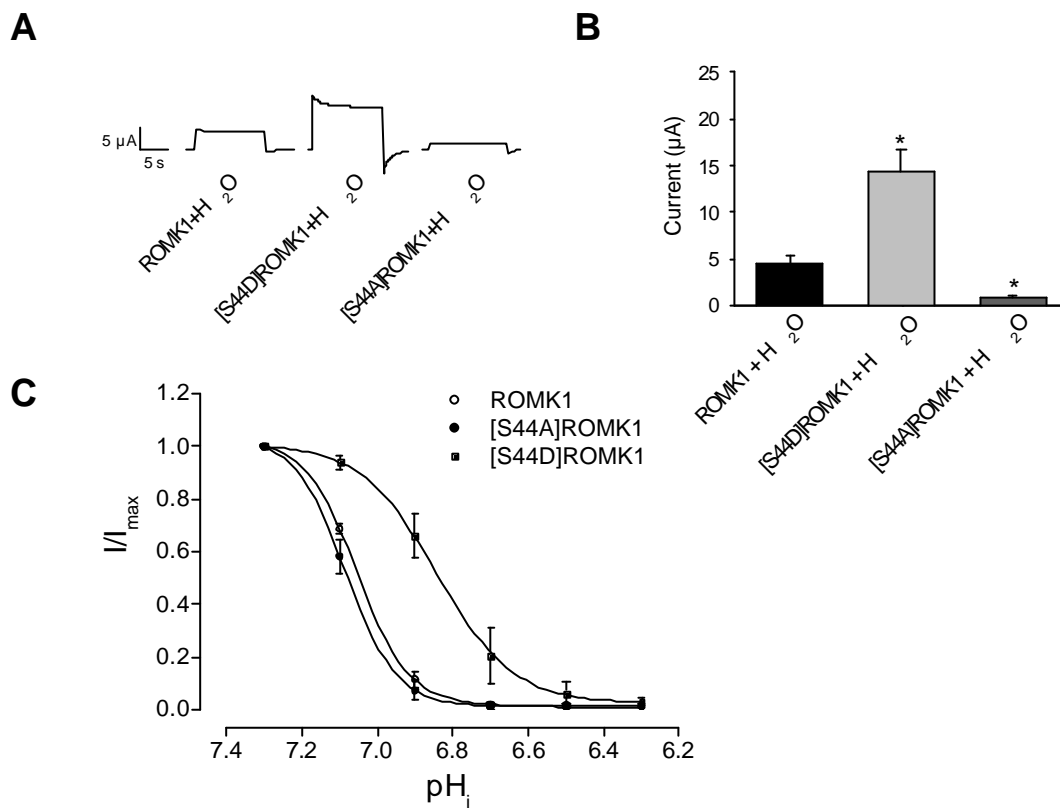 A
5 µA
5 s
ROMK1+H2O
[S44D]ROMK1+H2O
[S44A]ROMK1+H2O
B
Current (µA)
25
20
15
10
5
0
*
*
ROMK1 + H2O
[S44D]ROMK1 + H2O
[S44A]ROMK1 + H2O
C
I/Imax
1.2
1.0
0.8
0.6
0.4
0.2
0.0
ROMK1
[S44A]ROMK1
[S44D]ROMK1
7.4 7.2 7.0 6.8 6.6 6.4 6.2
pHi